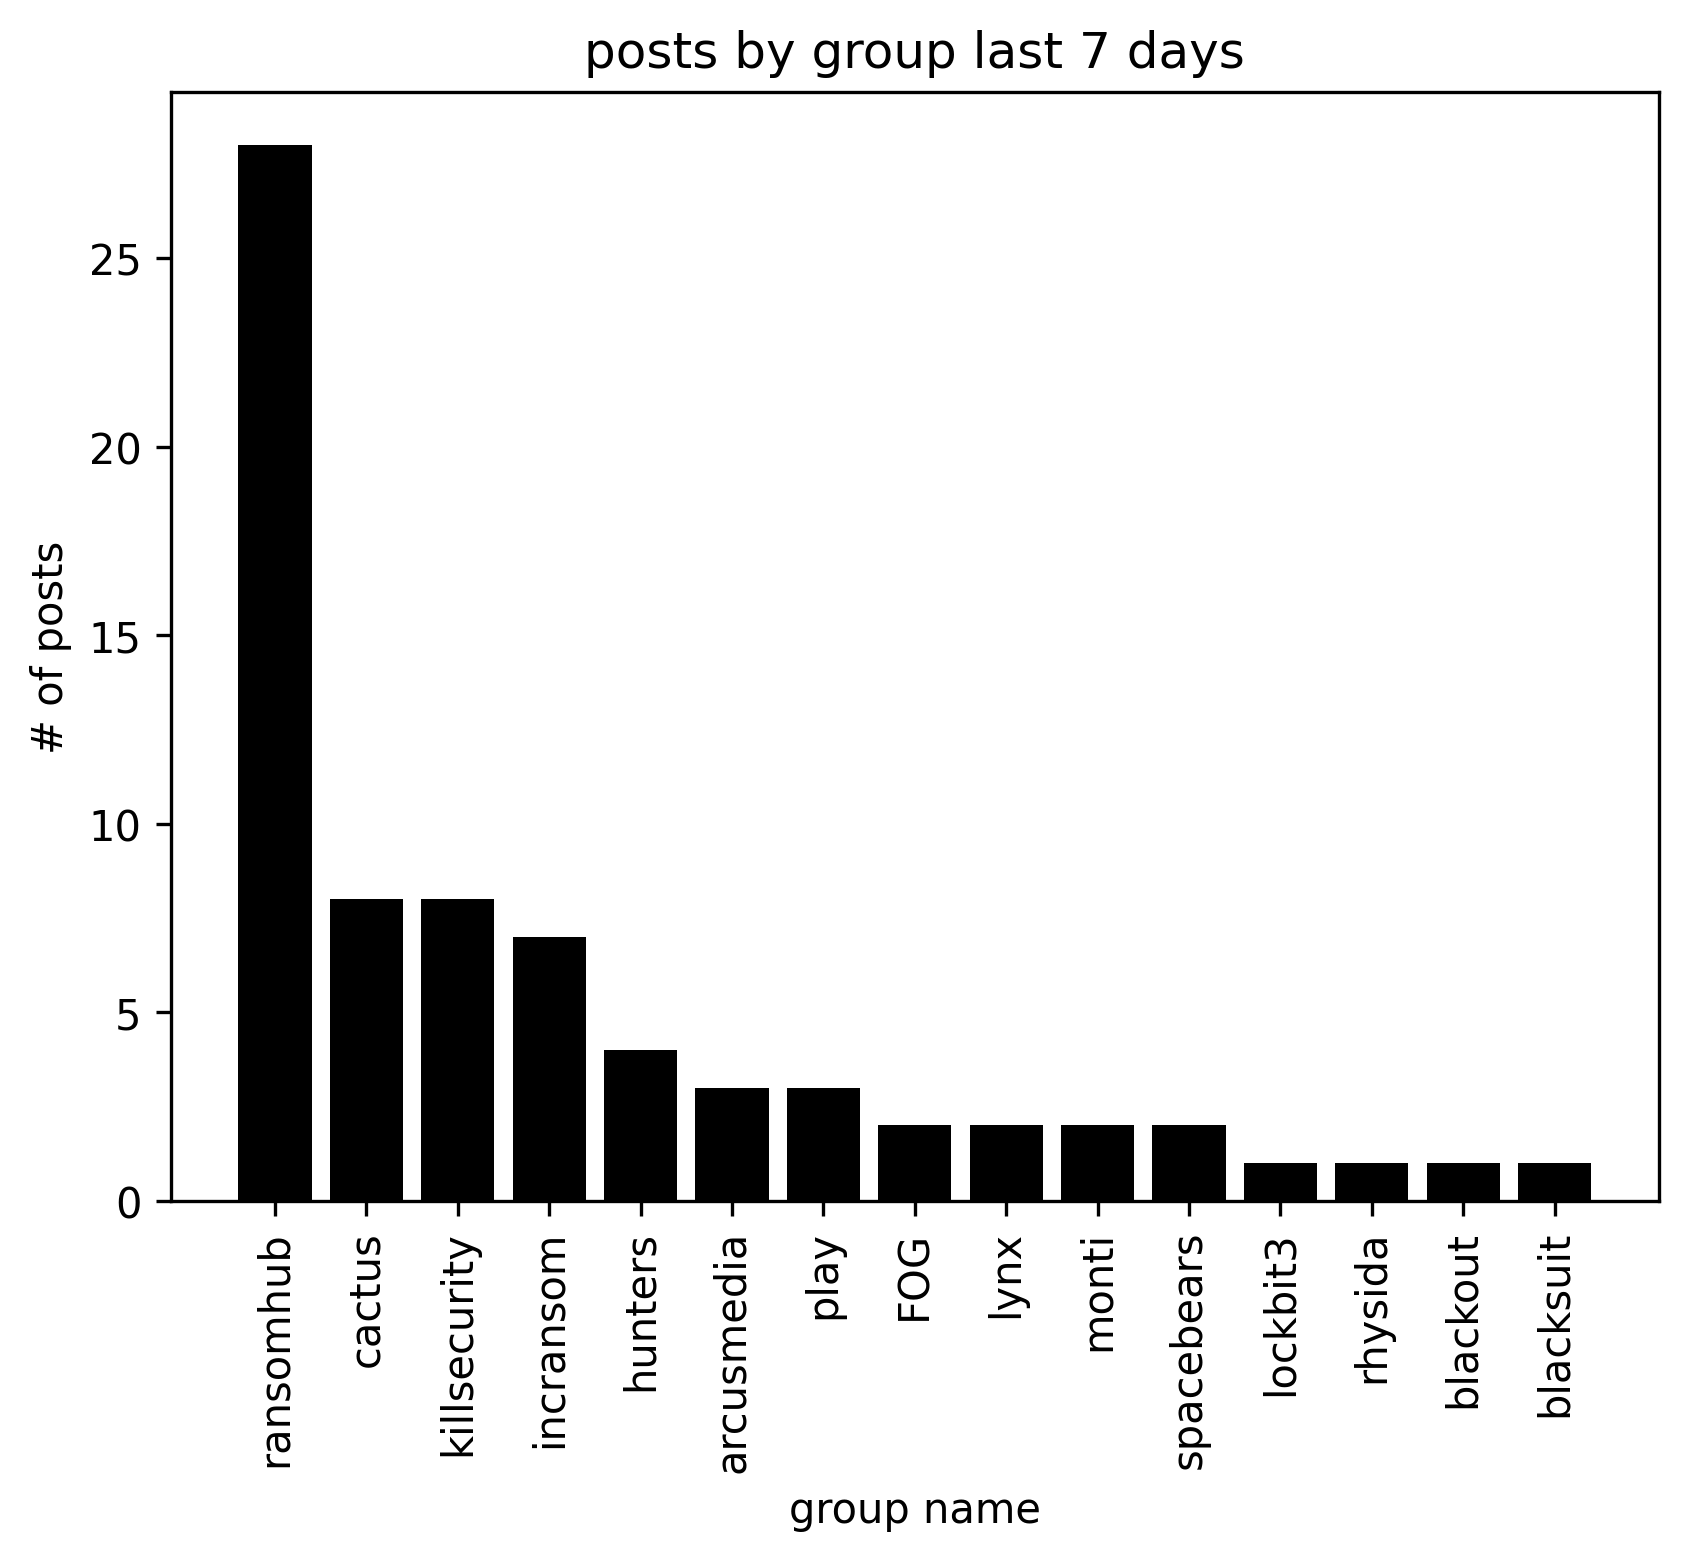 posts by group last 7 days
# of posts
25
20
15
10
5
0
ransomhub
cactus
killsecurity
incransom
hunters
arcusmedia
play
FOG
lynx
monti
spacebears
lockbit3
rhysida
blackout
blacksuit
group name